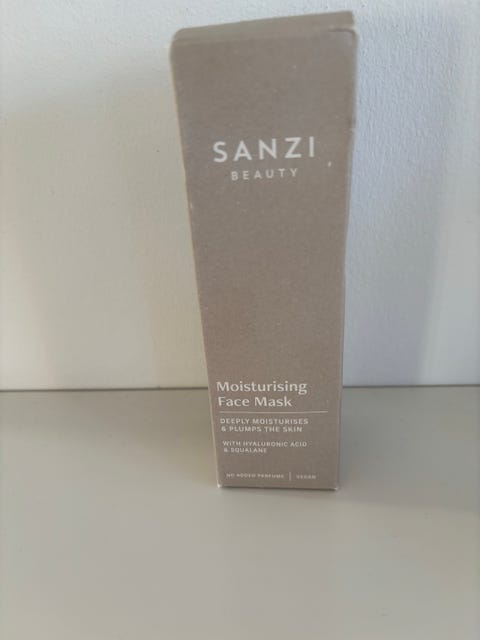 SANZI
BEAUTY
Moisturising
Face Mask
DEEPLY MOISTURISES
& PLUMPS THE SKIN
WITH HYALURONIC ACID
& SQUALANE
NO ADDED PERFUME | VEGAN